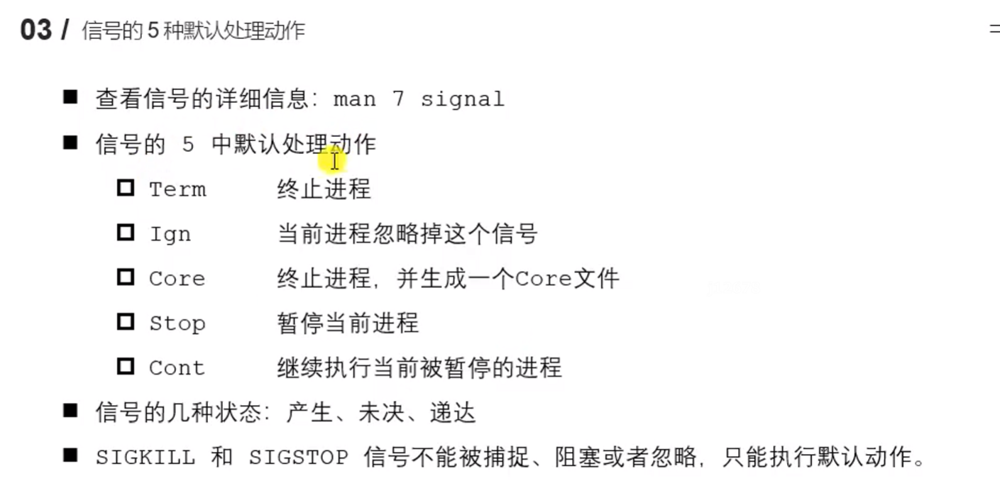 03 / 信号的 5 种默认处理动作
查看信号的详细信息：man 7 signal
信号的 5 中默认处理动作
Term 终止进程
Ign 当前进程忽略掉这个信号
Core 终止进程，并生成一个Core文件
Stop 暂停当前进程
Cont 继续执行当前被暂停的进程
信号的几种状态：产生、未决、递达
SIGKILL 和 SIGSTOP 信号不能被捕捉、阻塞或者忽略，只能执行默认动作。